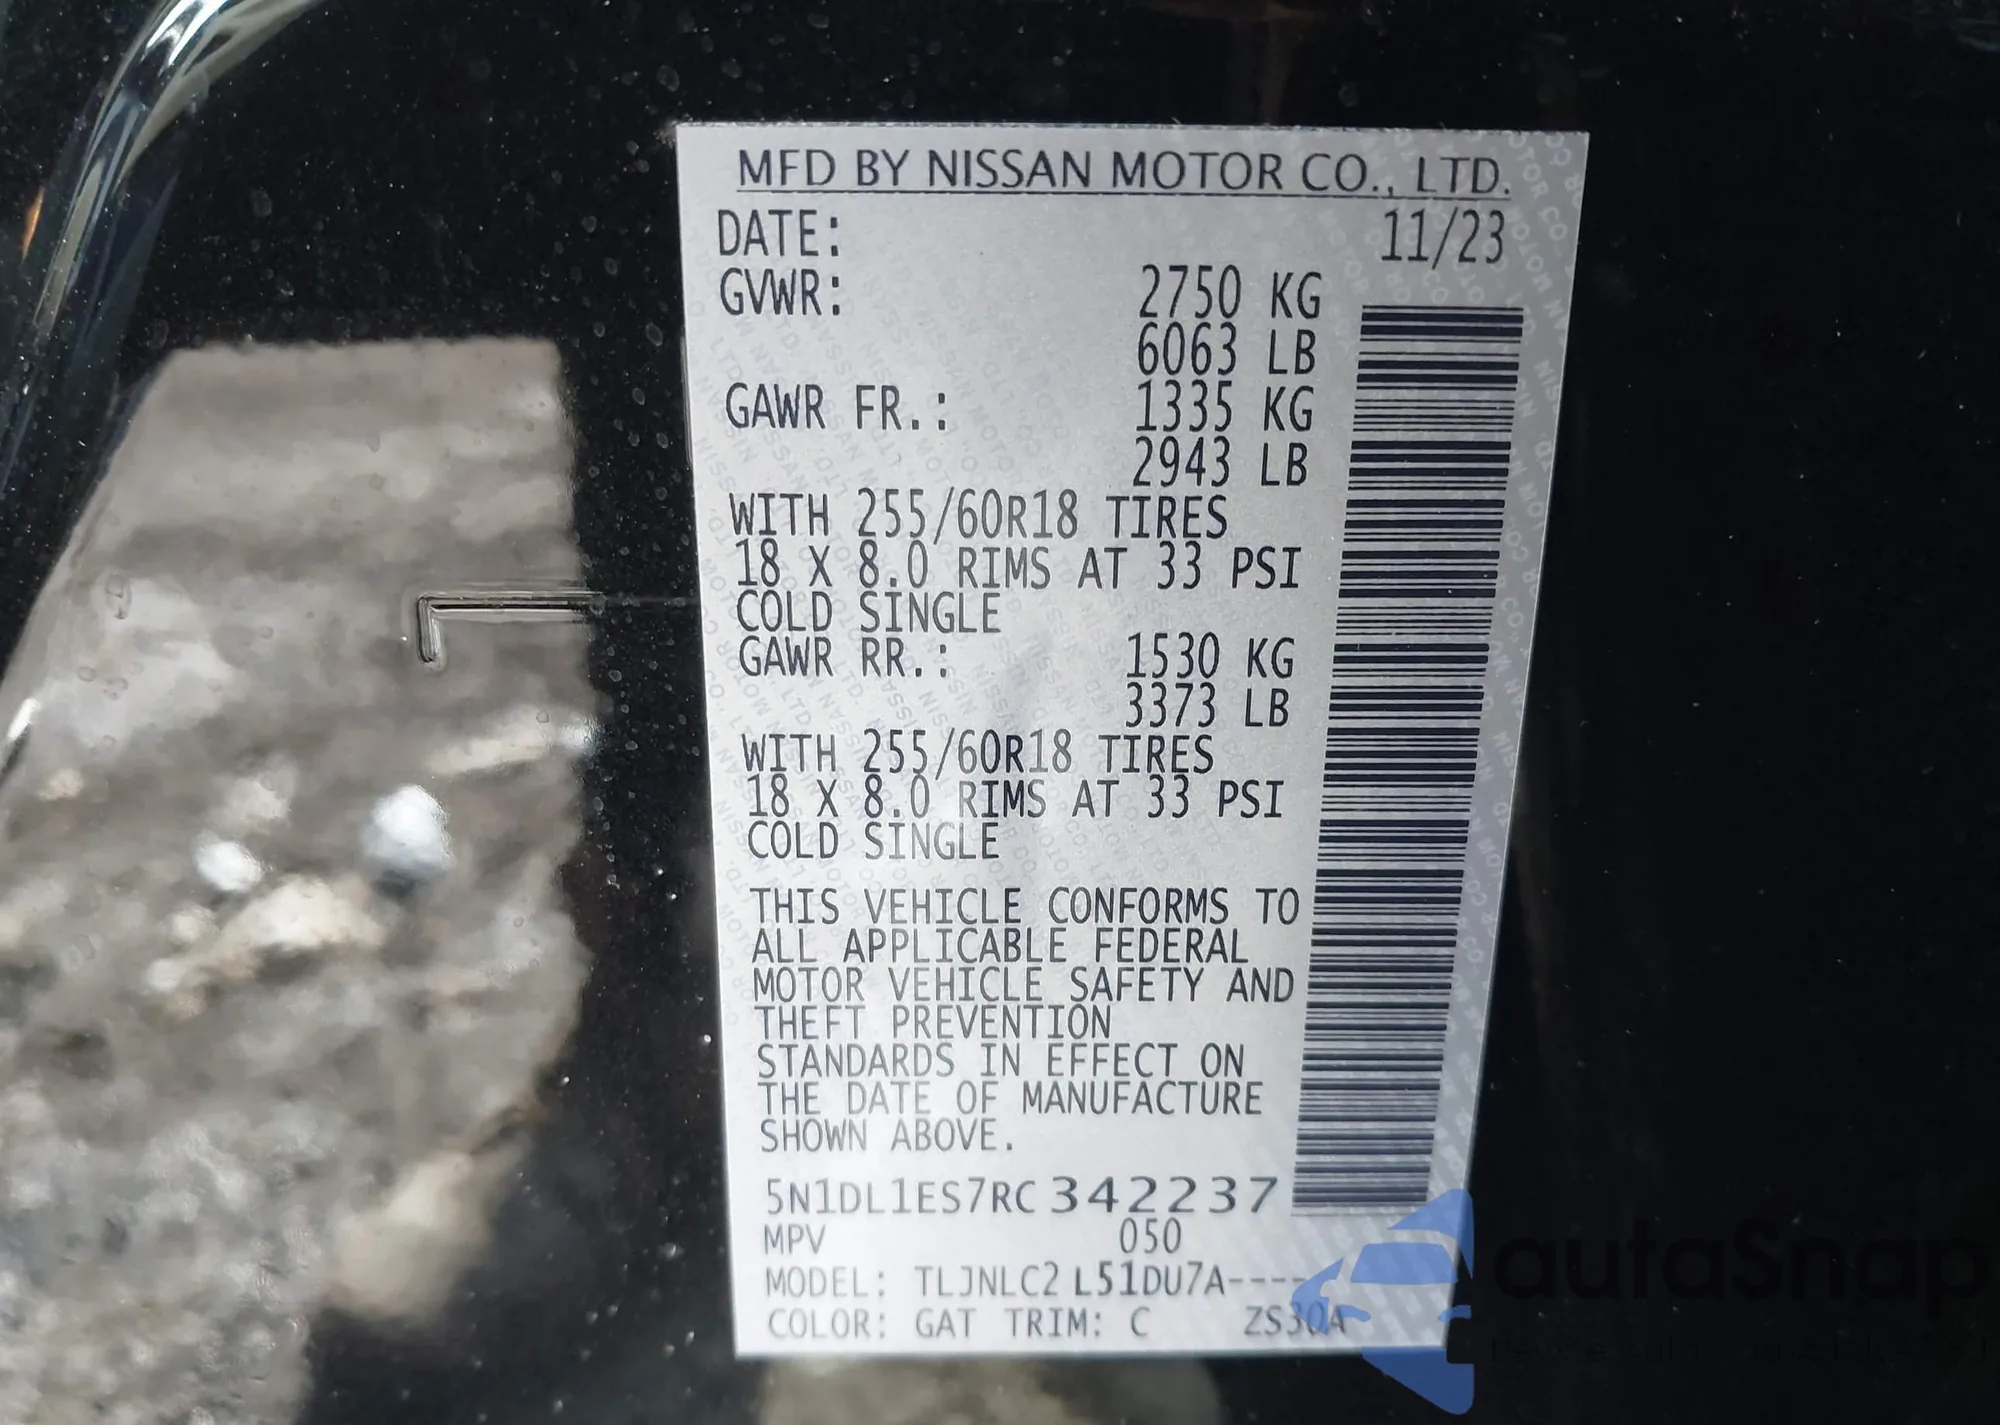 MFD BY NISSAN MOTOR CO., LTD.
DATE: 11/23
GVWR: 2750 KG
6063 LB
GAWR FR.: 1335 KG
2943 LB
WITH 255/60R18 TIRES
18 X 8.0 RIMS AT 33 PSI
COLD SINGLE
GAWR RR.: 1530 KG
3373 LB
WITH 255/60R18 TIRES
18 X 8.0 RIMS AT 33 PSI
COLD SINGLE
THIS VEHICLE CONFORMS TO
ALL APPLICABLE FEDERAL
MOTOR VEHICLE SAFETY AND
THEFT PREVENTION
STANDARDS IN EFFECT ON
THE DATE OF MANUFACTURE
SHOWN ABOVE.
5N1DL1ES7RC342237
MPV 050
MODEL: TLJNLC2 L51DU7A----
COLOR: GAT TRIM: C ZS30A
autaSnap